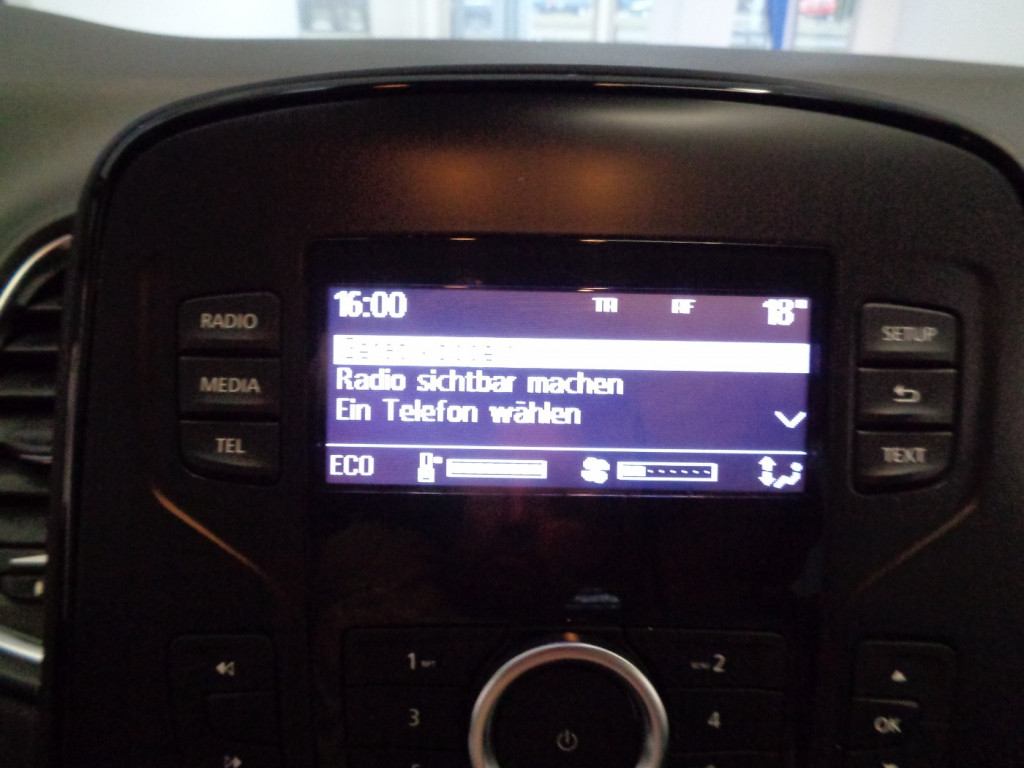 16:00 TA AF 18°
Radio sichtbar machen
Ein Telefon wählen
ECO
RADIO
MEDIA
TEL
SETUP
TEXT
1
2
3
4
OK